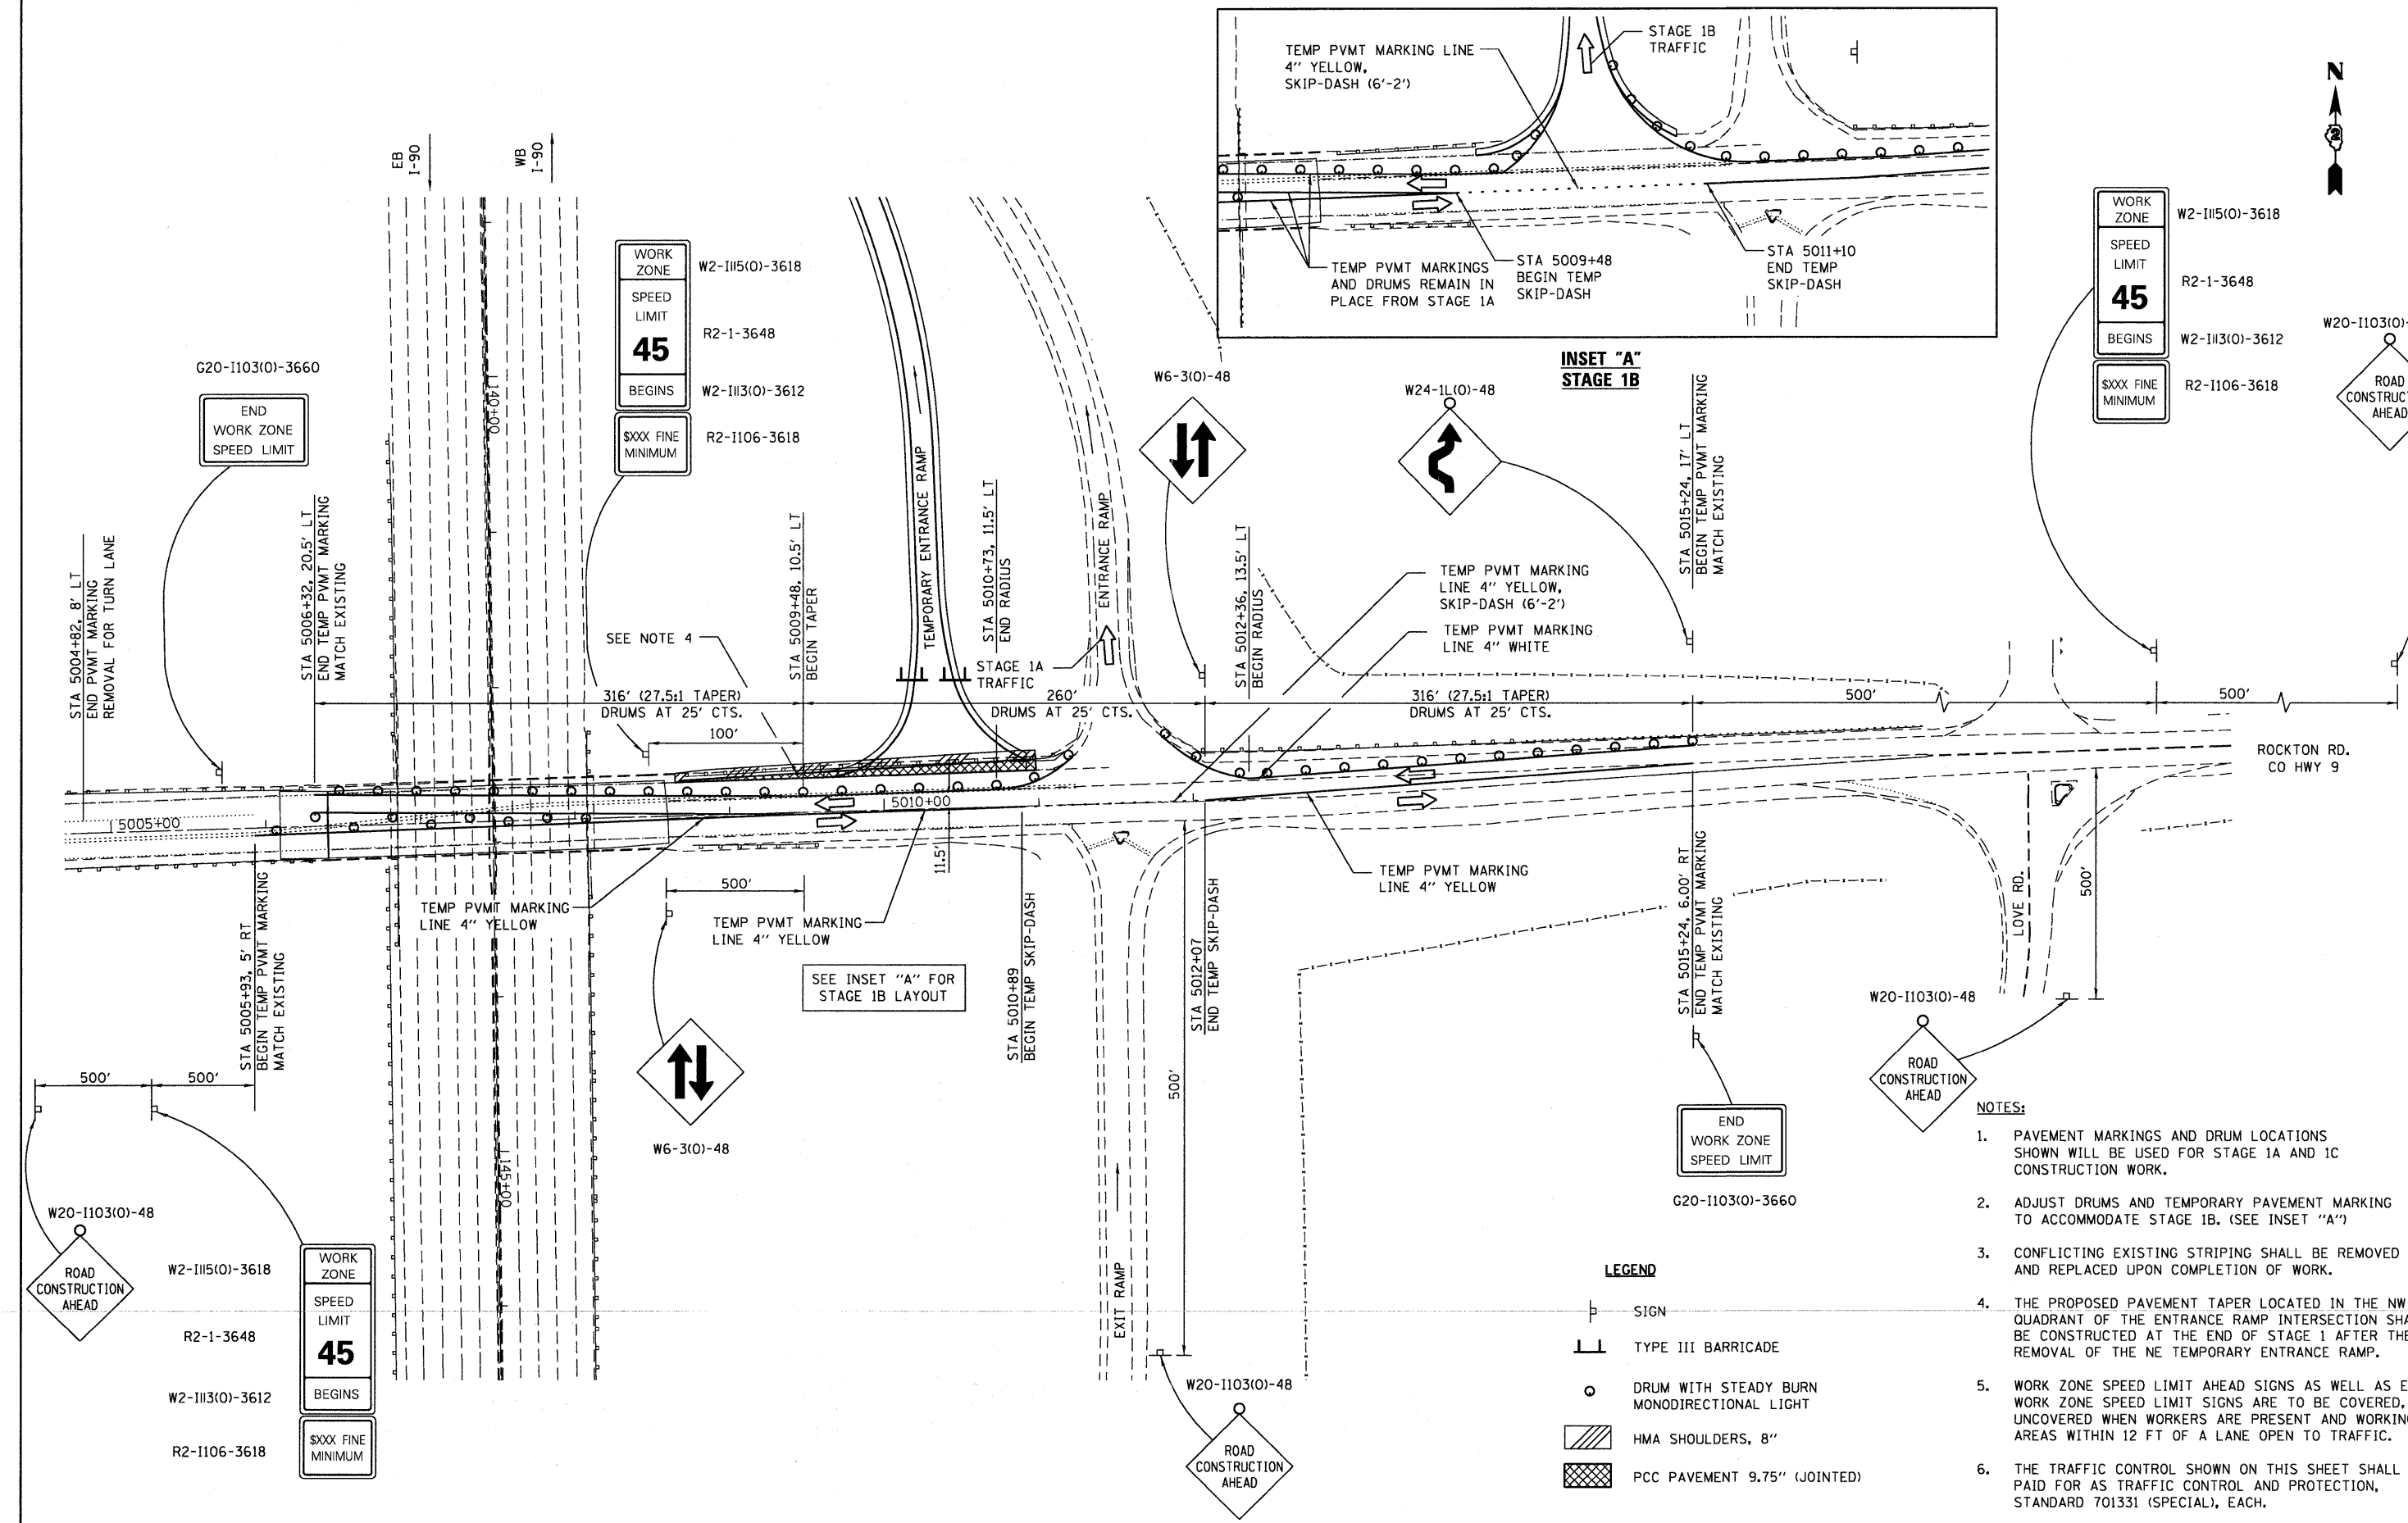 TEMP PVMT MARKING LINE
4" YELLOW,
SKIP-DASH (6'-2')
STAGE 1B
TRAFFIC
TEMP PVMT MARKINGS
AND DRUMS REMAIN IN
PLACE FROM STAGE 1A
STA 5009+48
BEGIN TEMP
SKIP-DASH
STA 5011+10
END TEMP
SKIP-DASH
INSET "A"
STAGE 1B
N
2
EB
I-90
WB
I-90
WORK
ZONE
SPEED
LIMIT
45
BEGINS
$XXX FINE
MINIMUM
W2-I115(0)-3618
R2-1-3648
W2-I113(0)-3612
R2-I106-3618
G20-I103(0)-3660
END
WORK ZONE
SPEED LIMIT
WORK
ZONE
SPEED
LIMIT
45
BEGINS
$XXX FINE
MINIMUM
W2-I115(0)-3618
R2-1-3648
W2-I113(0)-3612
R2-I106-3618
ROAD
AHEAD
W6-3(0)-48
W24-1L(0)-48
STA 5004+82, 8' LT
END PVMT MARKING
REMOVAL FOR TURN LANE
STA 5006+32, 20.5' LT
END TEMP PVMT MARKING
MATCH EXISTING
1140+00
SEE NOTE 4
STA 5009+48, 10.5' LT
BEGIN TAPER
TEMPORARY ENTRANCE RAMP
STA 5010+73, 11.5' LT
END RADIUS
ENTRANCE RAMP
STAGE 1A
TRAFFIC
STA 5012+36, 13.5' LT
BEGIN RADIUS
TEMP PVMT MARKING
LINE 4" YELLOW,
SKIP-DASH (6'-2')
TEMP PVMT MARKING
LINE 4" WHITE
STA 5015+24, 17' LT
BEGIN TEMP PVMT MARKING
MATCH EXISTING
316' (27.5:1 TAPER)
DRUMS AT 25' CTS.
100'
260'
DRUMS AT 25' CTS.
316' (27.5:1 TAPER)
DRUMS AT 25' CTS.
500'
500'
ROCKTON RD.
CO HWY 9
5005+00
5010+00
11.5'
500'
TEMP PVMT MARKING
LINE 4" YELLOW
TEMP PVMT MARKING
LINE 4" YELLOW
TEMP PVMT MARKING
LINE 4" YELLOW
SEE INSET "A" FOR
STAGE 1B LAYOUT
STA 5005+93, 5' RT
BEGIN TEMP PVMT MARKING
MATCH EXISTING
500'
500'
STA 5010+89
BEGIN TEMP SKIP-DASH
STA 5012+07
END TEMP SKIP-DASH
500'
STA 5015+24, 6.00' RT
END TEMP PVMT MARKING
MATCH EXISTING
LOVE RD.
500'
W20-I103(0)-48
ROAD
CONSTRUCTION
AHEAD
W6-3(0)-48
1145+00
EXIT RAMP
END
WORK ZONE
SPEED LIMIT
G20-I103(0)-3660
W20-I103(0)-48
ROAD
CONSTRUCTION
AHEAD
W2-I115(0)-3618
R2-1-3648
W2-I113(0)-3612
R2-I106-3618
WORK
ZONE
SPEED
LIMIT
45
BEGINS
$XXX FINE
MINIMUM
W20-I103(0)-48
ROAD
CONSTRUCTION
AHEAD
LEGEND
SIGN
TYPE III BARRICADE
DRUM WITH STEADY BURN
MONODIRECTIONAL LIGHT
HMA SHOULDERS, 8"
PCC PAVEMENT 9.75" (JOINTED)
NOTES:
1. PAVEMENT MARKINGS AND DRUM LOCATIONS
SHOWN WILL BE USED FOR STAGE 1A AND 1C
CONSTRUCTION WORK.
2. ADJUST DRUMS AND TEMPORARY PAVEMENT MARKING
TO ACCOMMODATE STAGE 1B. (SEE INSET "A")
3. CONFLICTING EXISTING STRIPING SHALL BE REMOVED
AND REPLACED UPON COMPLETION OF WORK.
4. THE PROPOSED PAVEMENT TAPER LOCATED IN THE NW
QUADRANT OF THE ENTRANCE RAMP INTERSECTION
BE CONSTRUCTED AT THE END OF STAGE 1 AFTER
REMOVAL OF THE NE TEMPORARY ENTRANCE RAMP.
5. WORK ZONE SPEED LIMIT AHEAD SIGNS AS WELL AS
WORK ZONE SPEED LIMIT SIGNS ARE TO BE COVERED,
UNCOVERED WHEN WORKERS ARE PRESENT AND
AREAS WITHIN 12 FT OF A LANE OPEN TO TRAFFIC.
6. THE TRAFFIC CONTROL SHOWN ON THIS SHEET SHALL
PAID FOR AS TRAFFIC CONTROL AND PROTECTION,
STANDARD 701331 (SPECIAL), EACH.